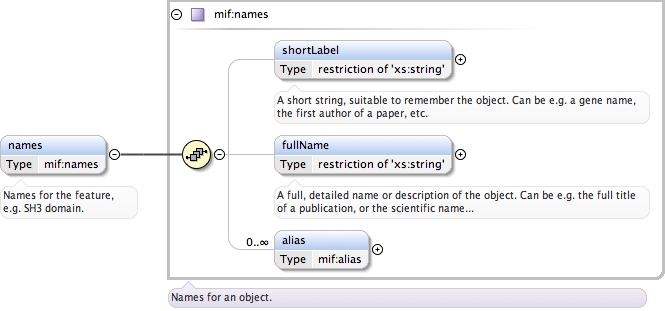 mif:names
shortLabel
Type restriction of 'xs:string'
A short string, suitable to remember the object. Can be e.g. a gene name,
the first author of a paper, etc.
names
Type mif:names
Names for the feature,
e.g. SH3 domain.
fullName
Type restriction of 'xs:string'
A full, detailed name or description of the object. Can be e.g. the full title
of a publication, or the scientific name...
0..∞
alias
Type mif:alias
Names for an object.